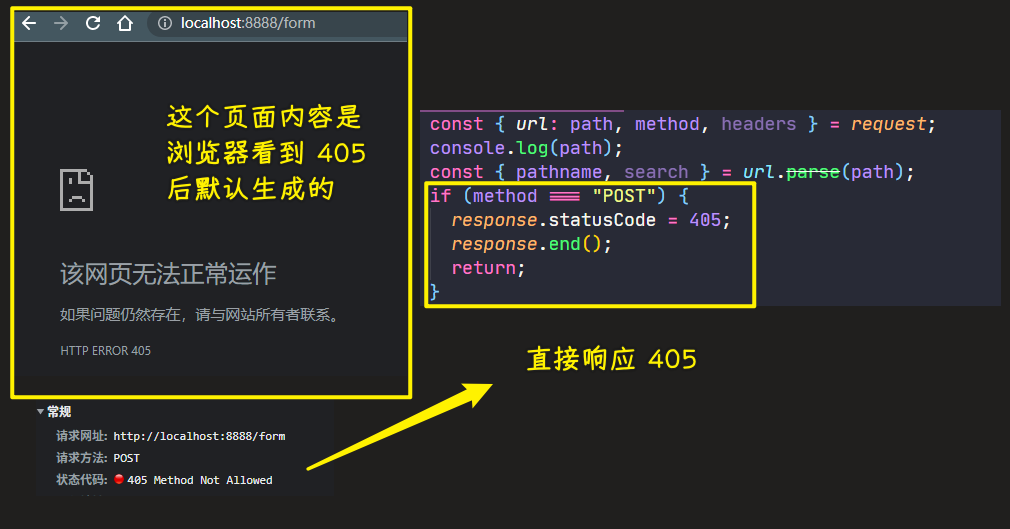 localhost:8888/form
这个页面内容是
浏览器看到 405
后默认生成的
该网页无法正常运作
如果问题仍然存在，请与网站所有者联系。
HTTP ERROR 405
const { url: path, method, headers } = request;
console.log(path);
const { pathname, search } = url.parse(path);
if (method === "POST") {
response.statusCode = 405;
response.end();
return;
}
直接响应 405
常规
请求网址: http://localhost:8888/form
请求方法: POST
状态代码: 405 Method Not Allowed